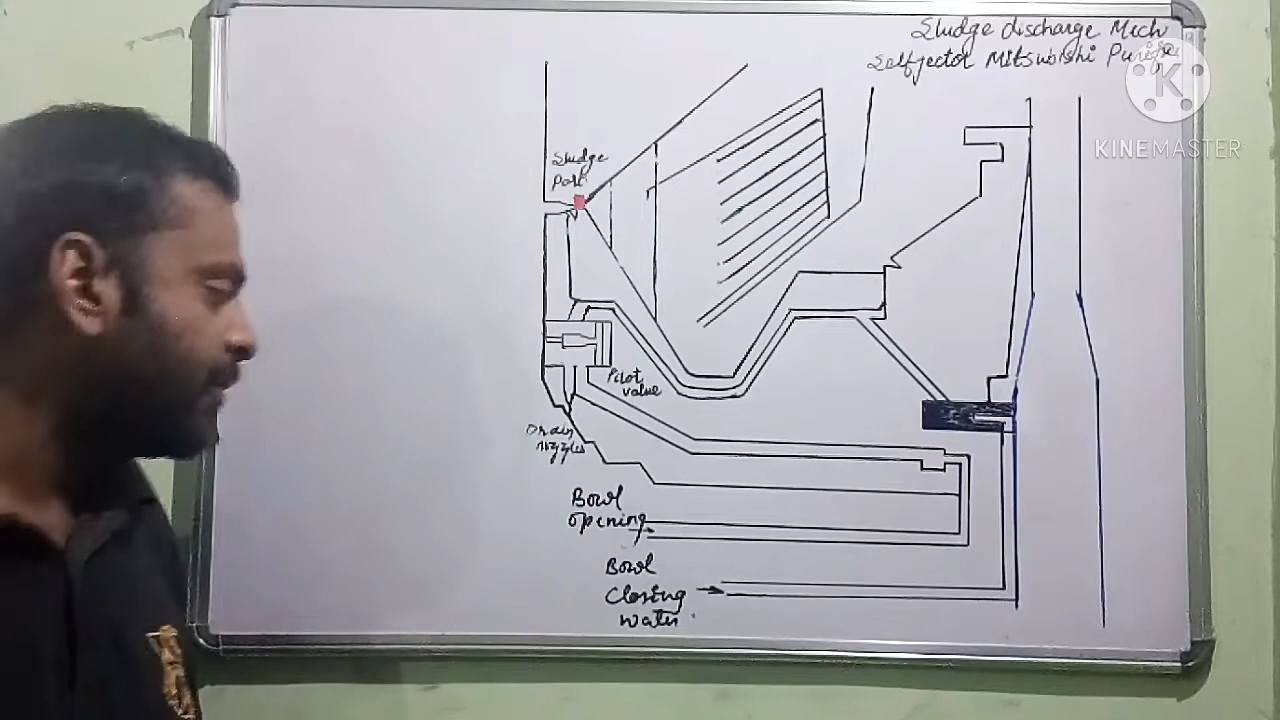 Sludge discharge Mech
Selfjector Mitsubishi Purifier
KINEMASTER
Sludge
Port
Pilot
valve
Drain
nozzles
Bowl
opening
Bowl
Closing
water